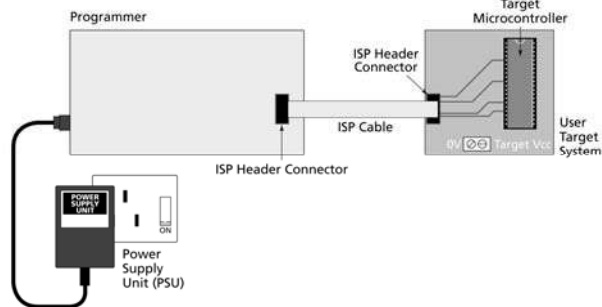 Programmer
Target
Microcontroller
ISP Header
Connector
ISP Cable
ISP Header Connector
0V
Target Vcc
User
Target
System
POWER
SUPPLY
UNIT
ON
Power
Supply
Unit (PSU)